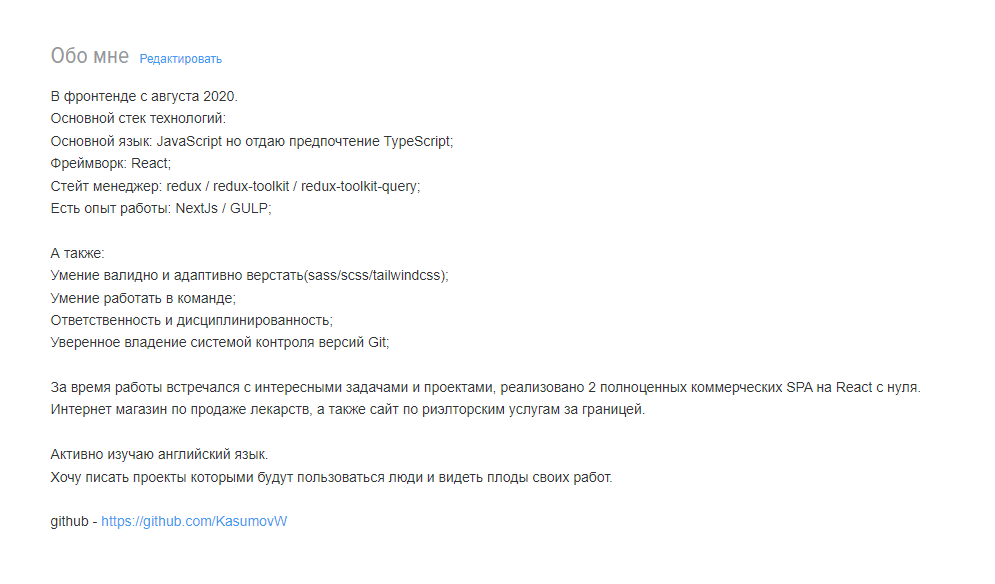 Обо мне Редактировать
В фронтенде с августа 2020.
Основной стек технологий:
Основной язык: JavaScript но отдаю предпочтение TypeScript;
Фреймворк: React;
Стейт менеджер: redux / redux-toolkit / redux-toolkit-query;
Есть опыт работы: NextJs / GULP;
А также:
Умение валидно и адаптивно верстать(sass/scss/tailwindcss);
Умение работать в команде;
Ответственность и дисциплинированность;
Уверенное владение системой контроля версий Git;
За время работы встречался с интересными задачами и проектами, реализовано 2 полноценных коммерческих SPA на React с нуля.
Интернет магазин по продаже лекарств, а также сайт по риэлторским услугам за границей.
Активно изучаю английский язык.
Хочу писать проекты которыми будут пользоваться люди и видеть плоды своих работ.
github - https://github.com/KasumovW